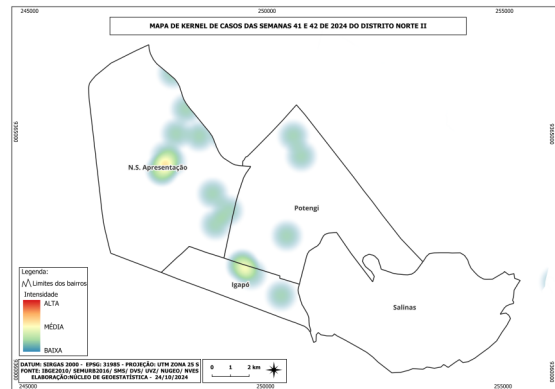 245000 250000 255000
MAPA DE KERNEL DE CASOS DAS SEMANAS 41 E 42 DE 2024 DO DISTRITO NORTE II
9355000 9355000
N.S. Apresentação
Potengi
Igapó
Salinas
Legenda:
Limites dos bairros
Intensidade
ALTA
MÉDIA
BAIXA
DATUM: SIRGAS 2000 - EPSG: 31985 - PROJEÇÃO: UTM ZONA 25 S
FONTE: IBGE2010/ SEMURB2016/ SMS/ DVS/ UVZ/ NUGEO/ NVES
ELABORAÇÃO:NÚCLEO DE GEOESTATÍSTICA - 24/10/2024
0 1 2 km
245000 250000 255000